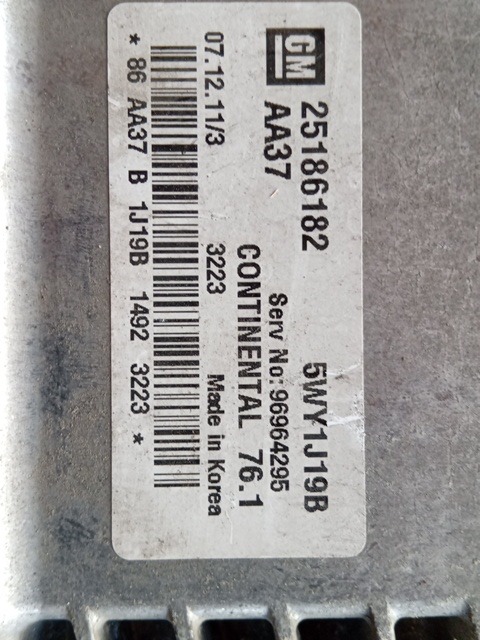 GM 25186182 5WY1J19B
AA37 Serv No:96964295
CONTINENTAL 76.1
07.12.11/3 3223 Made in Korea
* 86 AA37 B 1J19B 1492 3223 *